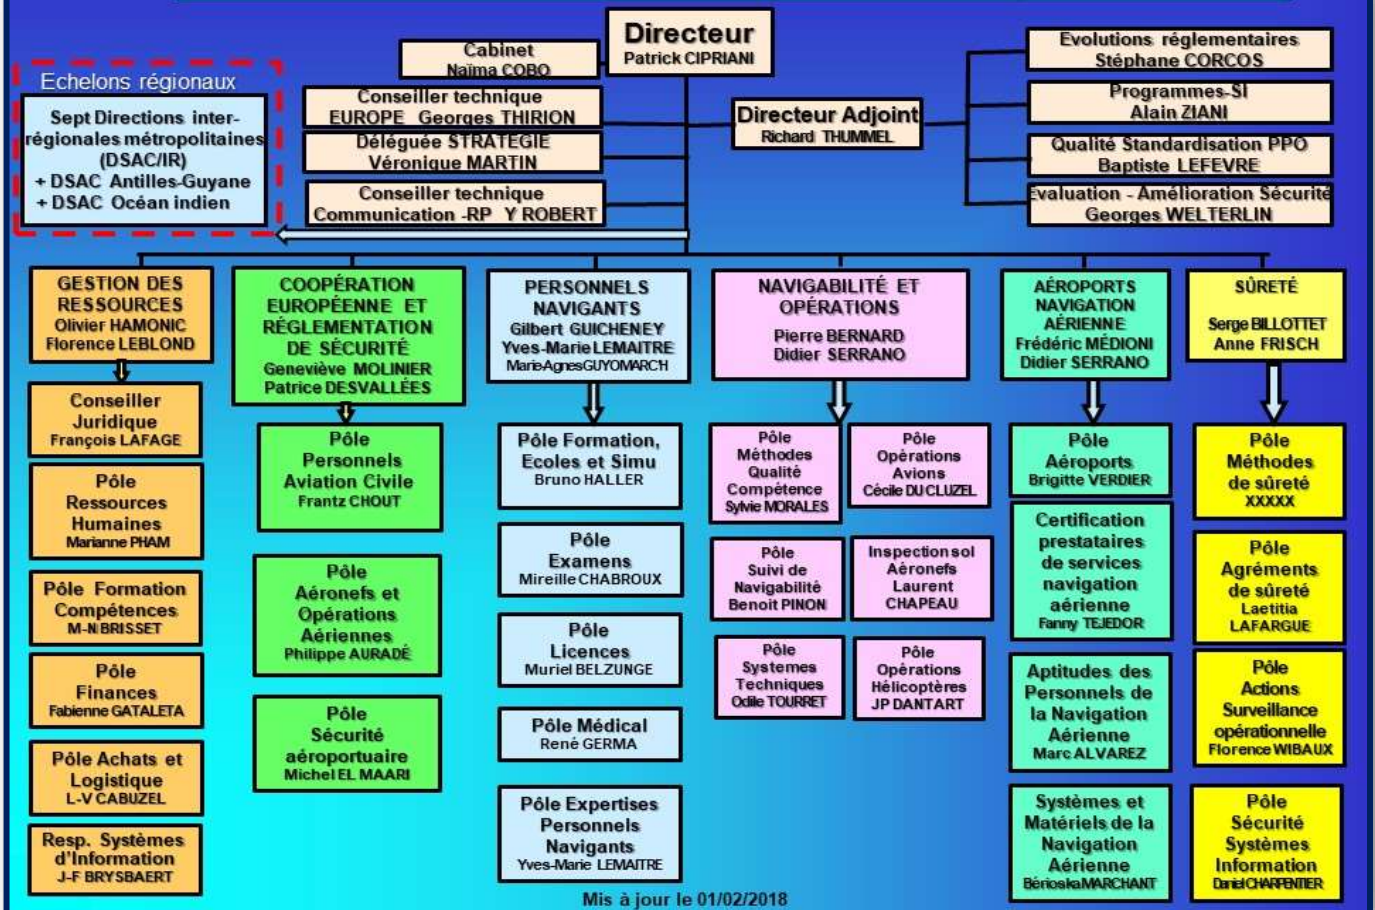 Directeur
Patrick CIPRIANI
Cabinet
Naïma COBO
Conseiller technique
EUROPE Georges THIRION
Déléguée STRATEGIE
Véronique MARTIN
Conseiller technique
Communication -RP Y ROBERT
Directeur Adjoint
Richard THUMMEL
Evolutions réglementaires
Stéphane CORCOS
Programmes-SI
Alain ZIANI
Qualité Standardisation PPO
Baptiste LEFEVRE
Evaluation - Amélioration Sécurité
Georges WELTERLIN
Echelons régionaux
Sept Directions inter-
régionales métropolitaines
(DSAC/IR)
+ DSAC Antilles-Guyane
+ DSAC Océan indien
GESTION DES
RESSOURCES
Olivier HAMONIC
Florence LEBLOND
Conseiller
Juridique
François LAFAGE
Pôle
Ressources
Humaines
Marianne PHAM
Pôle Formation
Compétences
M-N BRISSET
Pôle
Finances
Fabienne GATALETA
Pôle Achats et
Logistique
L-V CABUZEL
Resp. Systèmes
d'Information
J-F BRYSBAERT
COOPÉRATION
EUROPÉENNE ET
RÉGLEMENTATION
DE SÉCURITÉ
Geneviève MOLINIER
Patrice DESVALLÉES
Pôle
Personnels
Aviation Civile
Frantz CHOUT
Pôle
Aéronefs et
Opérations
Aériennes
Philippe AURADÉ
Pôle
Sécurité
aéroportuaire
Michel EL MAARI
PERSONNELS
NAVIGANTS
Gilbert GUICHENEY
Yves-Marie LEMAITRE
Marie-Agnes GUYOMARC'H
Pôle Formation,
Ecoles et Simu
Bruno HALLER
Pôle
Examens
Mireille CHABROUX
Pôle
Licences
Muriel BELZUNGE
Pôle Médical
René GERMA
Pôle Expertises
Personnels
Navigants
Yves-Marie LEMAITRE
NAVIGABILITÉ ET
OPÉRATIONS
Pierre BERNARD
Didier SERRANO
Pôle
Méthodes
Qualité
Compétence
Sylvie MORALES
Pôle
Opérations
Avions
Cécile DU CLUZEL
Pôle
Suivi de
Navigabilité
Benoit PINON
Inspection sol
Aéronefs
Laurent
CHAPEAU
Pôle
Systemes
Techniques
Odile TOURRET
Pôle
Opérations
Hélicoptères
JP DANTART
AÉROPORTS
NAVIGATION
AÉRIENNE
Frédéric MÉDIONI
Didier SERRANO
Pôle
Aéroports
Brigitte VERDIER
Certification
prestataires
de services
navigation
aérienne
Fanny TEJEDOR
Aptitudes des
Personnels de
la Navigation
Aérienne
Marc ALVAREZ
Systèmes et
Matériels de la
Navigation
Aérienne
Bérioska MARCHANT
SÛRETÉ
Serge BILLOTTET
Anne FRISCH
Pôle
Méthodes
de sûreté
XXXXX
Pôle
Agréments
de sûreté
Laetitia
LAFARGUE
Pôle
Actions
Surveillance
opérationnelle
Florence WIBAUX
Pôle
Sécurité
Systèmes
Information
Daniel CHARPENTIER
Mis à jour le 01/02/2018